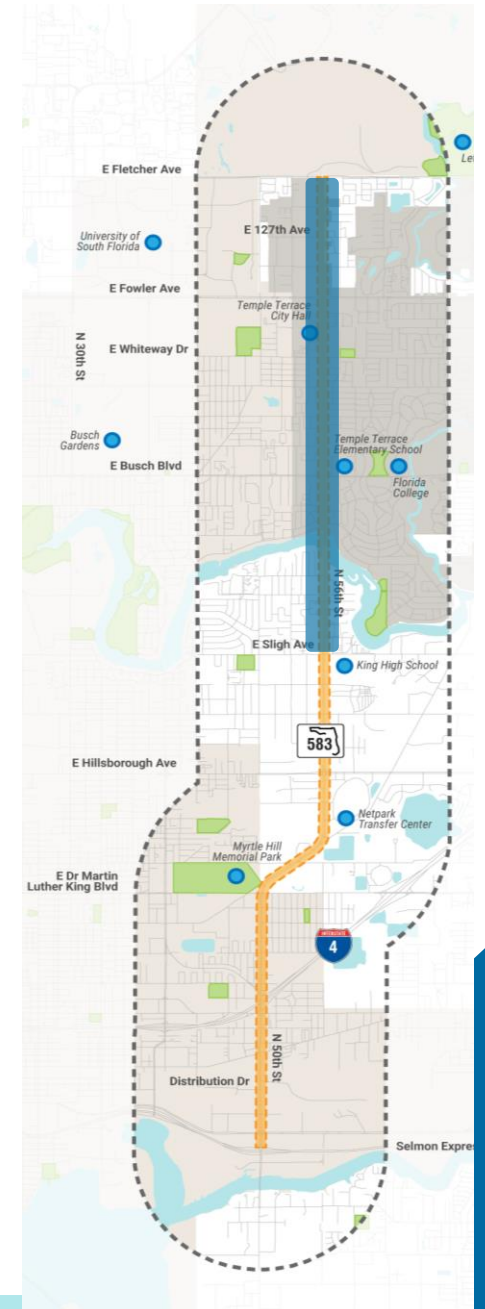 E Fletcher Ave
Le
E 127th Ave
University of
South Florida
E Fowler Ave
Temple Terrace
City Hall
N 30th St
E Whiteway Dr
Busch
Gardens
Temple Terrace
Elementary School
E Busch Blvd
Florida
College
N 56th St
E Sligh Ave
King High School
583
E Hillsborough Ave
Netpark
Transfer Center
Myrtle Hill
Memorial Park
E Dr Martin
Luther King Blvd
4
N 50th St
Distribution Dr
Selmon Expre